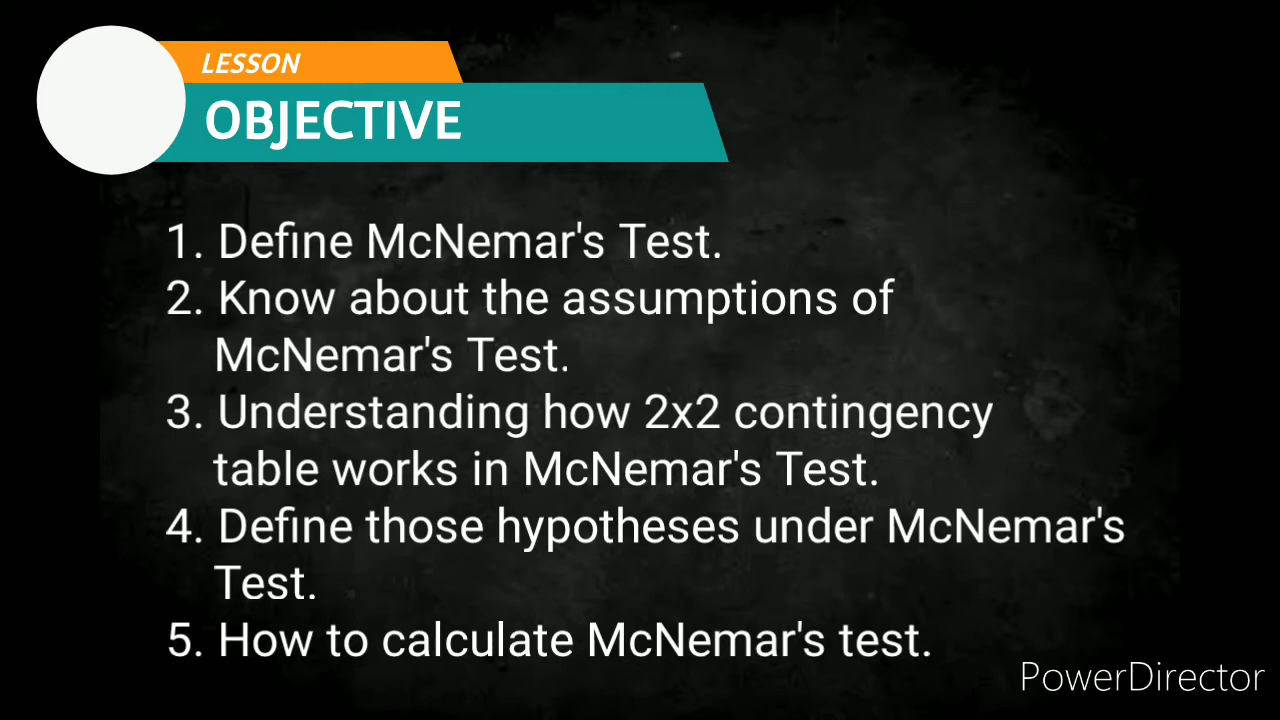 LESSON
OBJECTIVE
1. Define McNemar's Test.
2. Know about the assumptions of
McNemar's Test.
3. Understanding how 2x2 contingency
table works in McNemar's Test.
4. Define those hypotheses under McNemar's
Test.
5. How to calculate McNemar's test.
PowerDirector